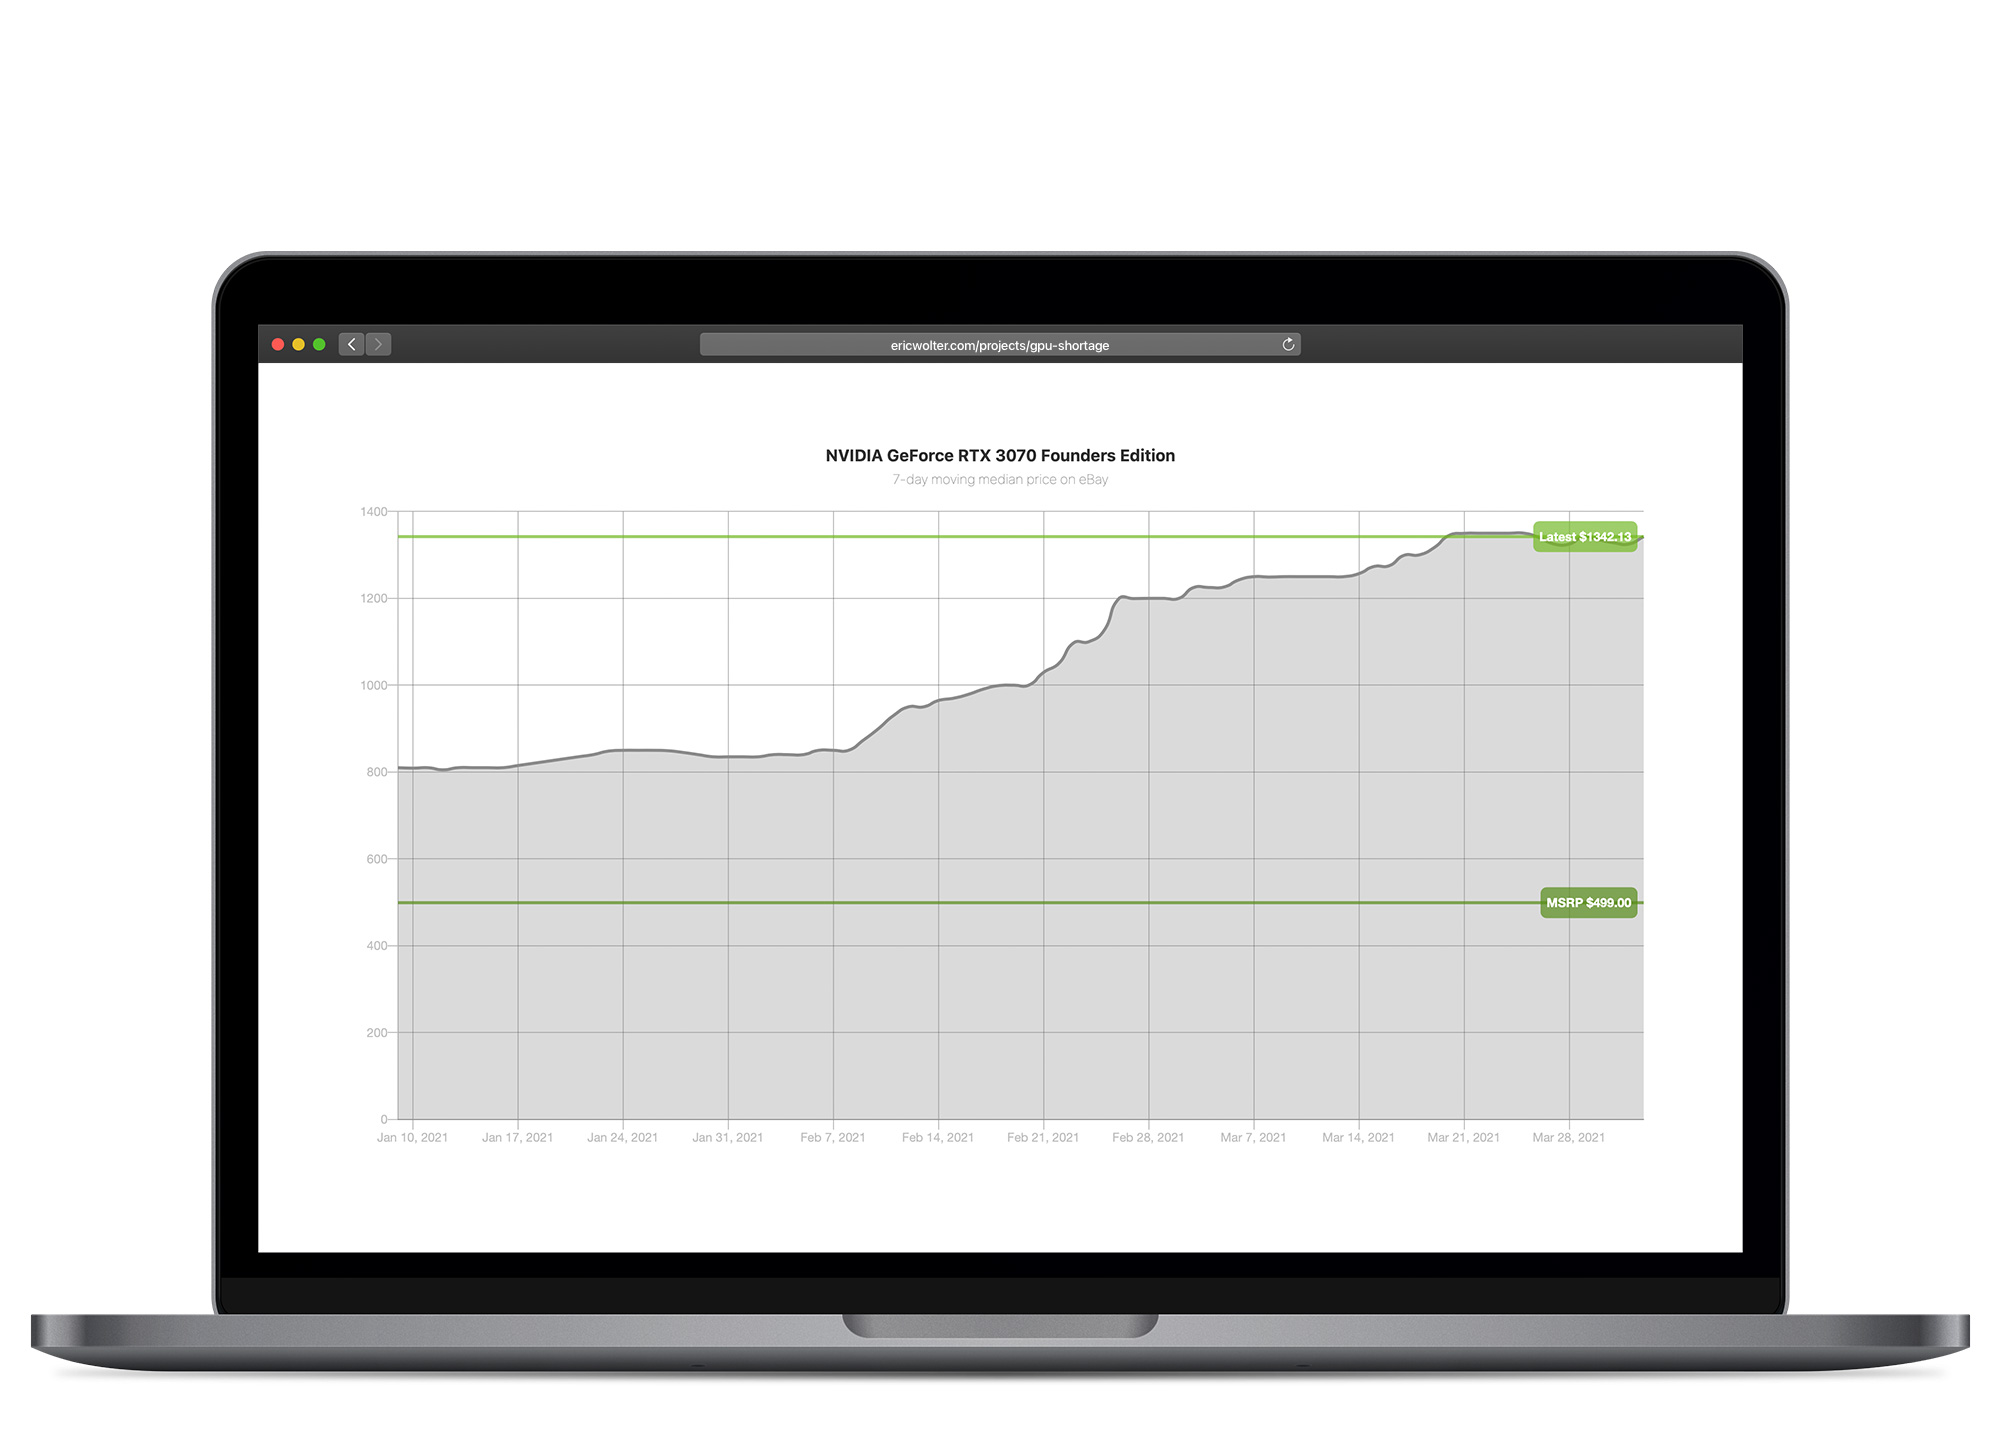 ericwolter.com/projects/gpu-shortage
NVIDIA GeForce RTX 3070 Founders Edition
7-day moving median price on eBay
1400
Latest $1342.13
1200
1000
800
600
MSRP $499.00
400
200
0
Jan 10, 2021 Jan 17, 2021 Jan 24, 2021 Jan 31, 2021 Feb 7, 2021 Feb 14, 2021 Feb 21, 2021 Feb 28, 2021 Mar 7, 2021 Mar 14, 2021 Mar 21, 2021 Mar 28, 2021